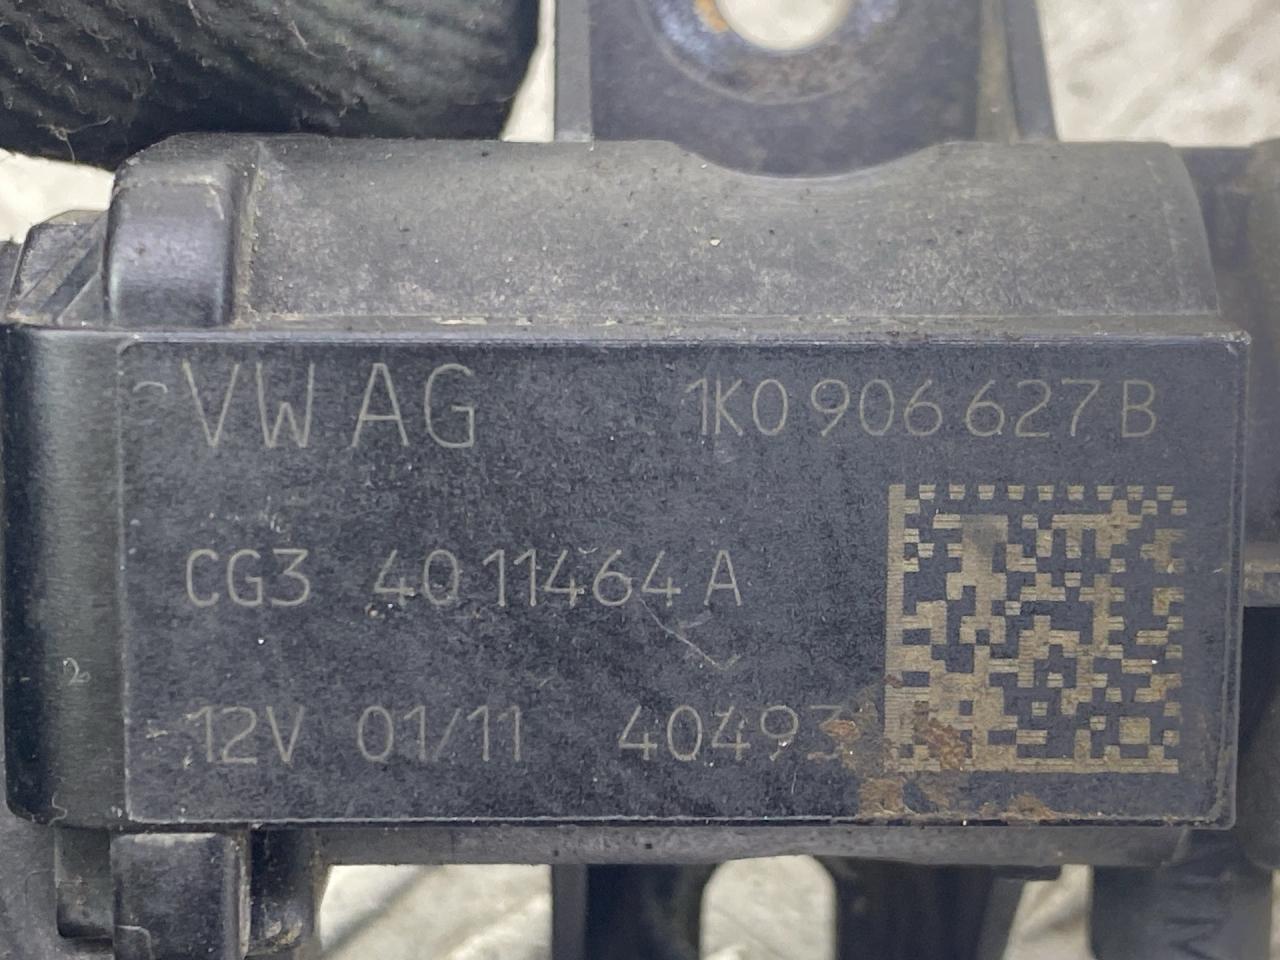 VW AG 1K0 906 627 B
CG3 4011464 A
12V 01/11 40493